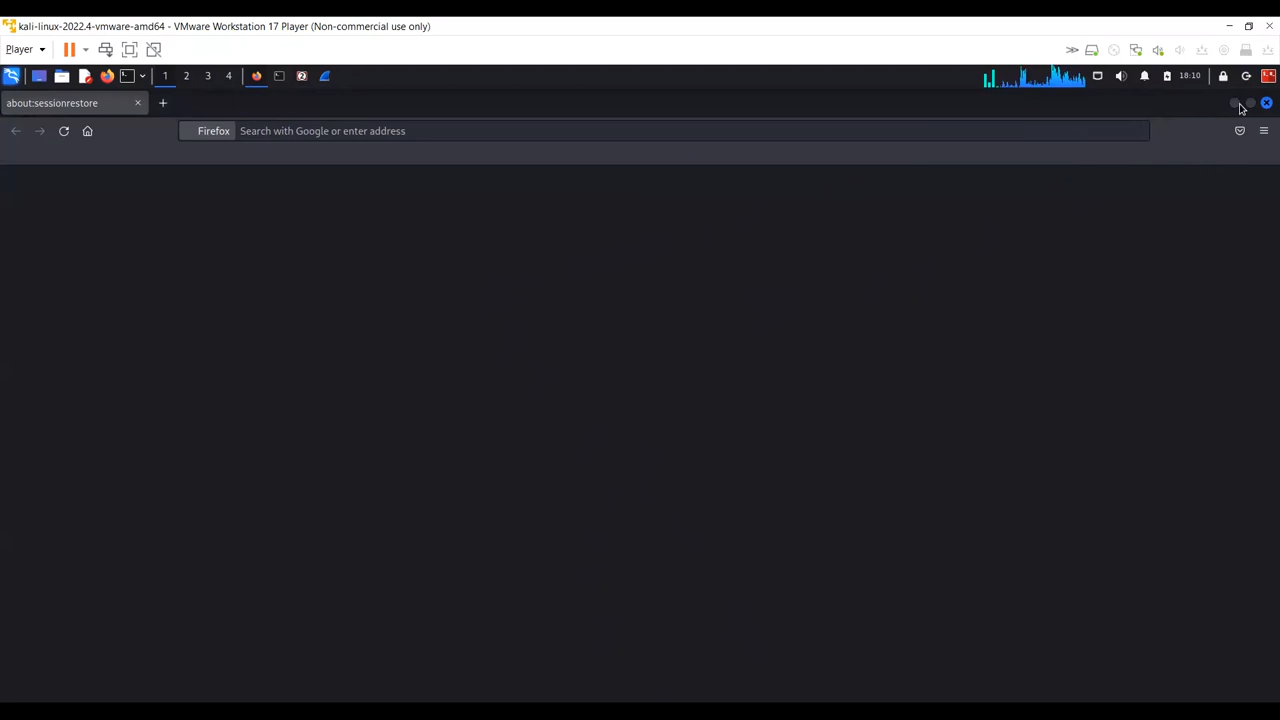 kali-linux-2022.4-vmware-amd64 - VMware Workstation 17 Player (Non-commercial use only)
Player
1 2 3 4 18:10
about:sessionrestore
Firefox Search with Google or enter address